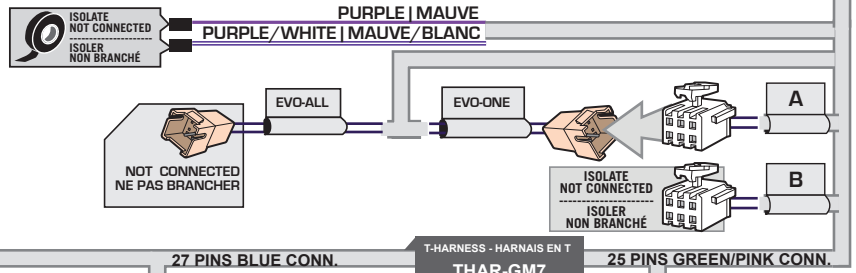 ISOLATE
NOT CONNECTED
ISOLER
NON BRANCHÉ
PURPLE | MAUVE
PURPLE/WHITE | MAUVE/BLANC
EVO-ALL
EVO-ONE
A
NOT CONNECTED
NE PAS BRANCHER
ISOLATE
NOT CONNECTED
ISOLER
NON BRANCHÉ
B
27 PINS BLUE CONN.
T-HARNESS - HARNAIS EN T
THAR-GM7
25 PINS GREEN/PINK CONN.